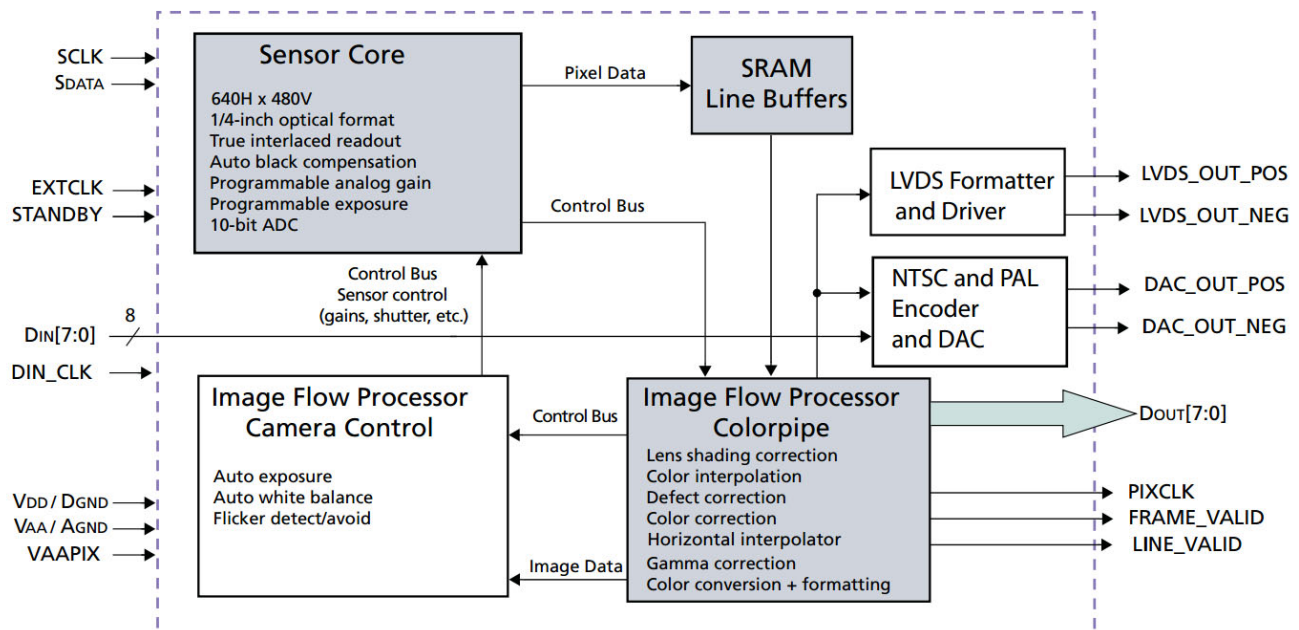 SCLK
SDATA
EXTCLK
STANDBY
8
DIN[7:0]
DIN_CLK
VDD / DGND
VAA / AGND
VAAPIX
Sensor Core
640H x 480V
1/4-inch optical format
True interlaced readout
Auto black compensation
Programmable analog gain
Programmable exposure
10-bit ADC
Pixel Data
SRAM
Line Buffers
Control Bus
Control Bus
Sensor control
(gains, shutter, etc.)
LVDS Formatter
and Driver
LVDS_OUT_POS
LVDS_OUT_NEG
NTSC and PAL
Encoder
and DAC
DAC_OUT_POS
DAC_OUT_NEG
Image Flow Processor
Camera Control
Auto exposure
Auto white balance
Flicker detect/avoid
Control Bus
Image Data
Image Flow Processor
Colorpipe
Lens shading correction
Color interpolation
Defect correction
Color correction
Horizontal interpolator
Gamma correction
Color conversion + formatting
DOUT[7:0]
PIXCLK
FRAME_VALID
LINE_VALID